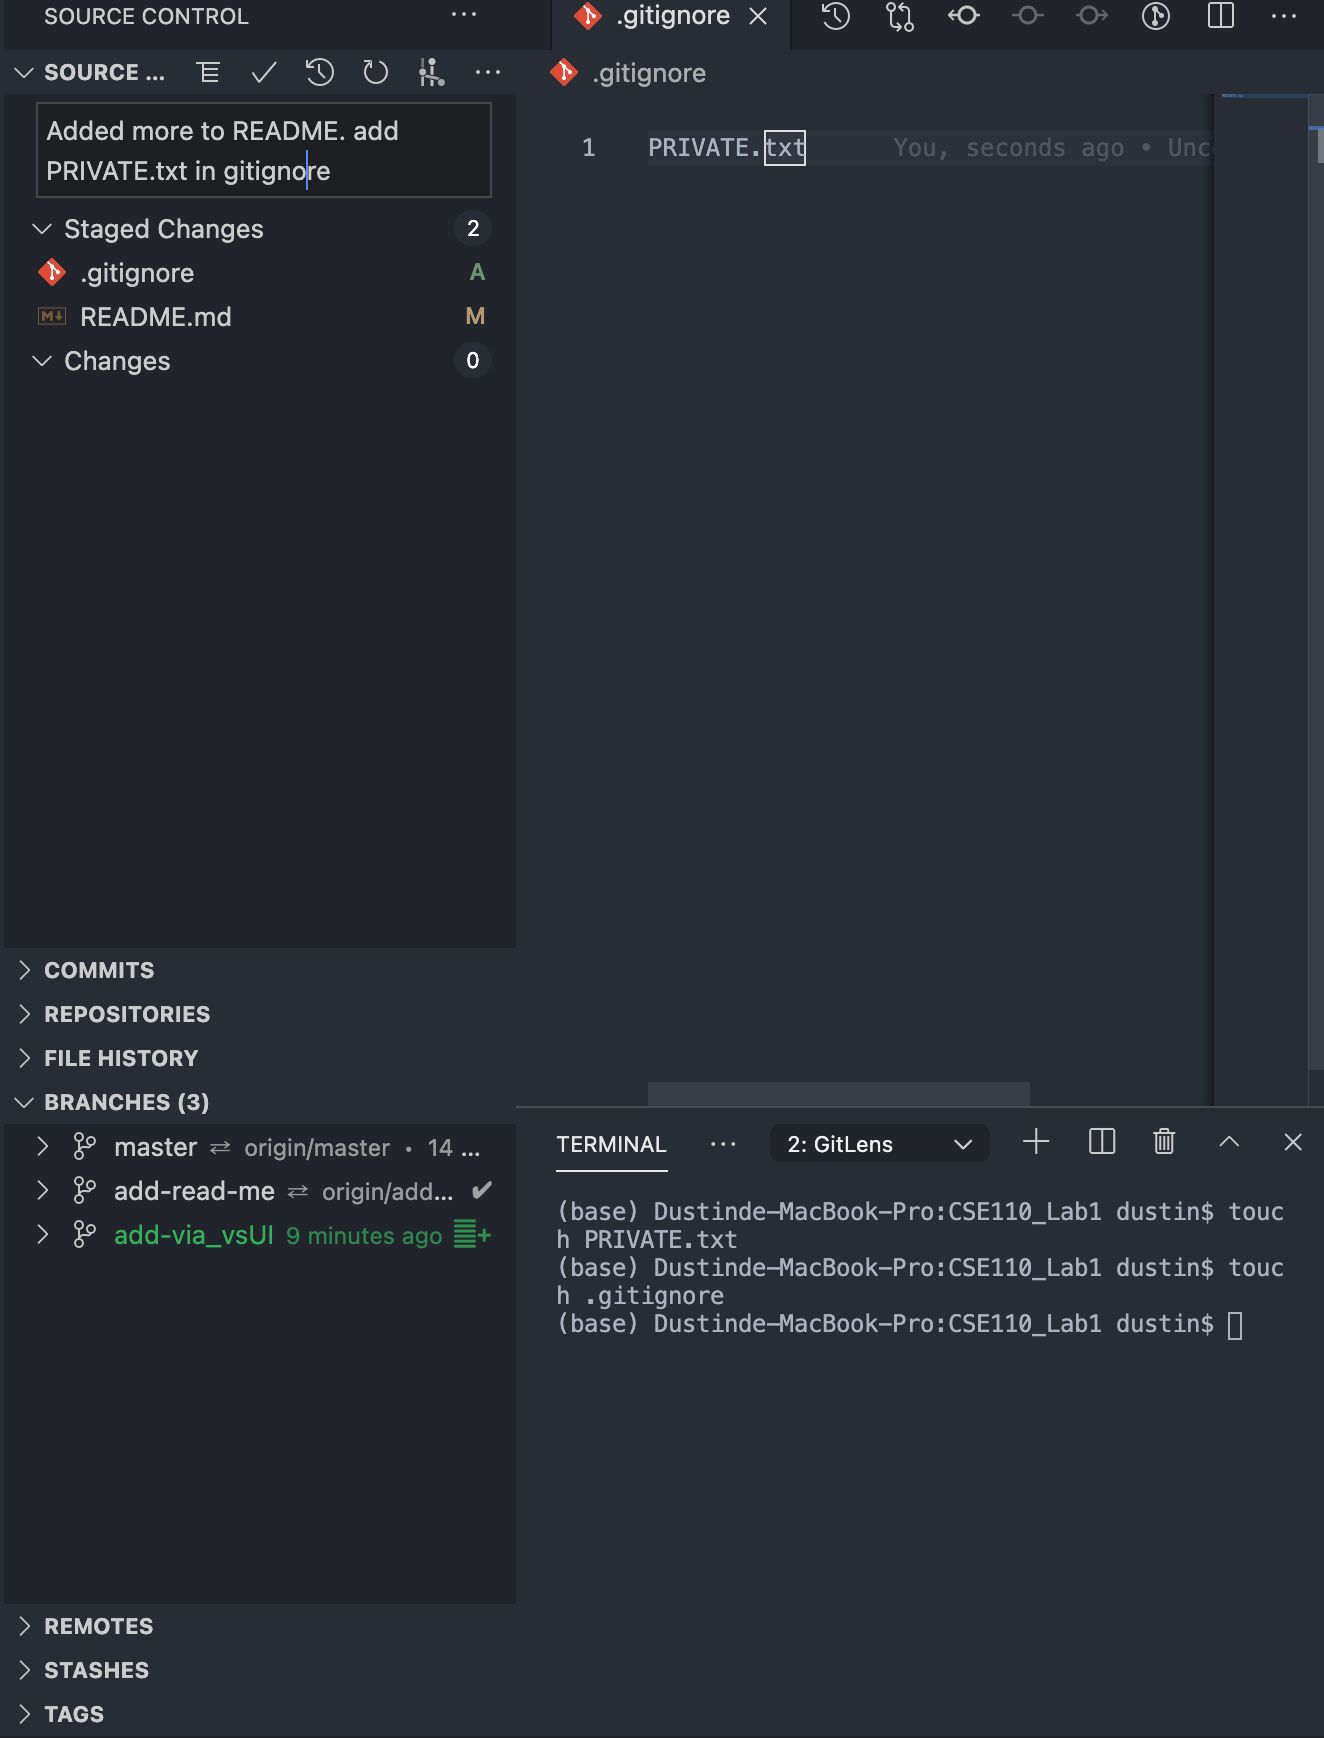 SOURCE CONTROL
SOURCE ...
Added more to README. add
PRIVATE.txt in gitignore
Staged Changes 2
.gitignore A
README.md M
Changes 0
COMMITS
REPOSITORIES
FILE HISTORY
BRANCHES (3)
master ⇄ origin/master • 14 ...
add-read-me ⇄ origin/add... ✔
add-via_vsUI 9 minutes ago
REMOTES
STASHES
TAGS
.gitignore
.gitignore
1 PRIVATE.txt You, seconds ago • Unc
TERMINAL ... 2: GitLens
(base) Dustinde-MacBook-Pro:CSE110_Lab1 dustin$ touc
h PRIVATE.txt
(base) Dustinde-MacBook-Pro:CSE110_Lab1 dustin$ touc
h .gitignore
(base) Dustinde-MacBook-Pro:CSE110_Lab1 dustin$